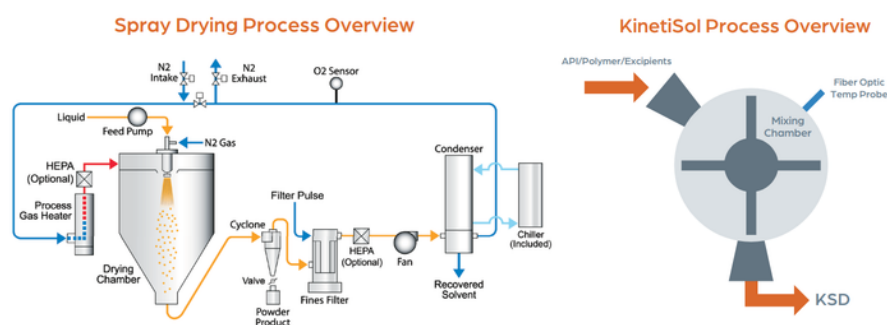 Spray Drying Process Overview
N2
Intake
N2
Exhaust
O2 Sensor
Liquid
Feed Pump
N2 Gas
HEPA
(Optional)
Process
Gas Heater
Drying
Chamber
Cyclone
Valve
Powder
Product
Filter Pulse
Fines Filter
HEPA
(Optional)
Fan
Condenser
Recovered
Solvent
Chiller
(Included)
KinetiSol Process Overview
API/Polymer/Excipients
Fiber Optic
Temp Probe
Mixing
Chamber
KSD